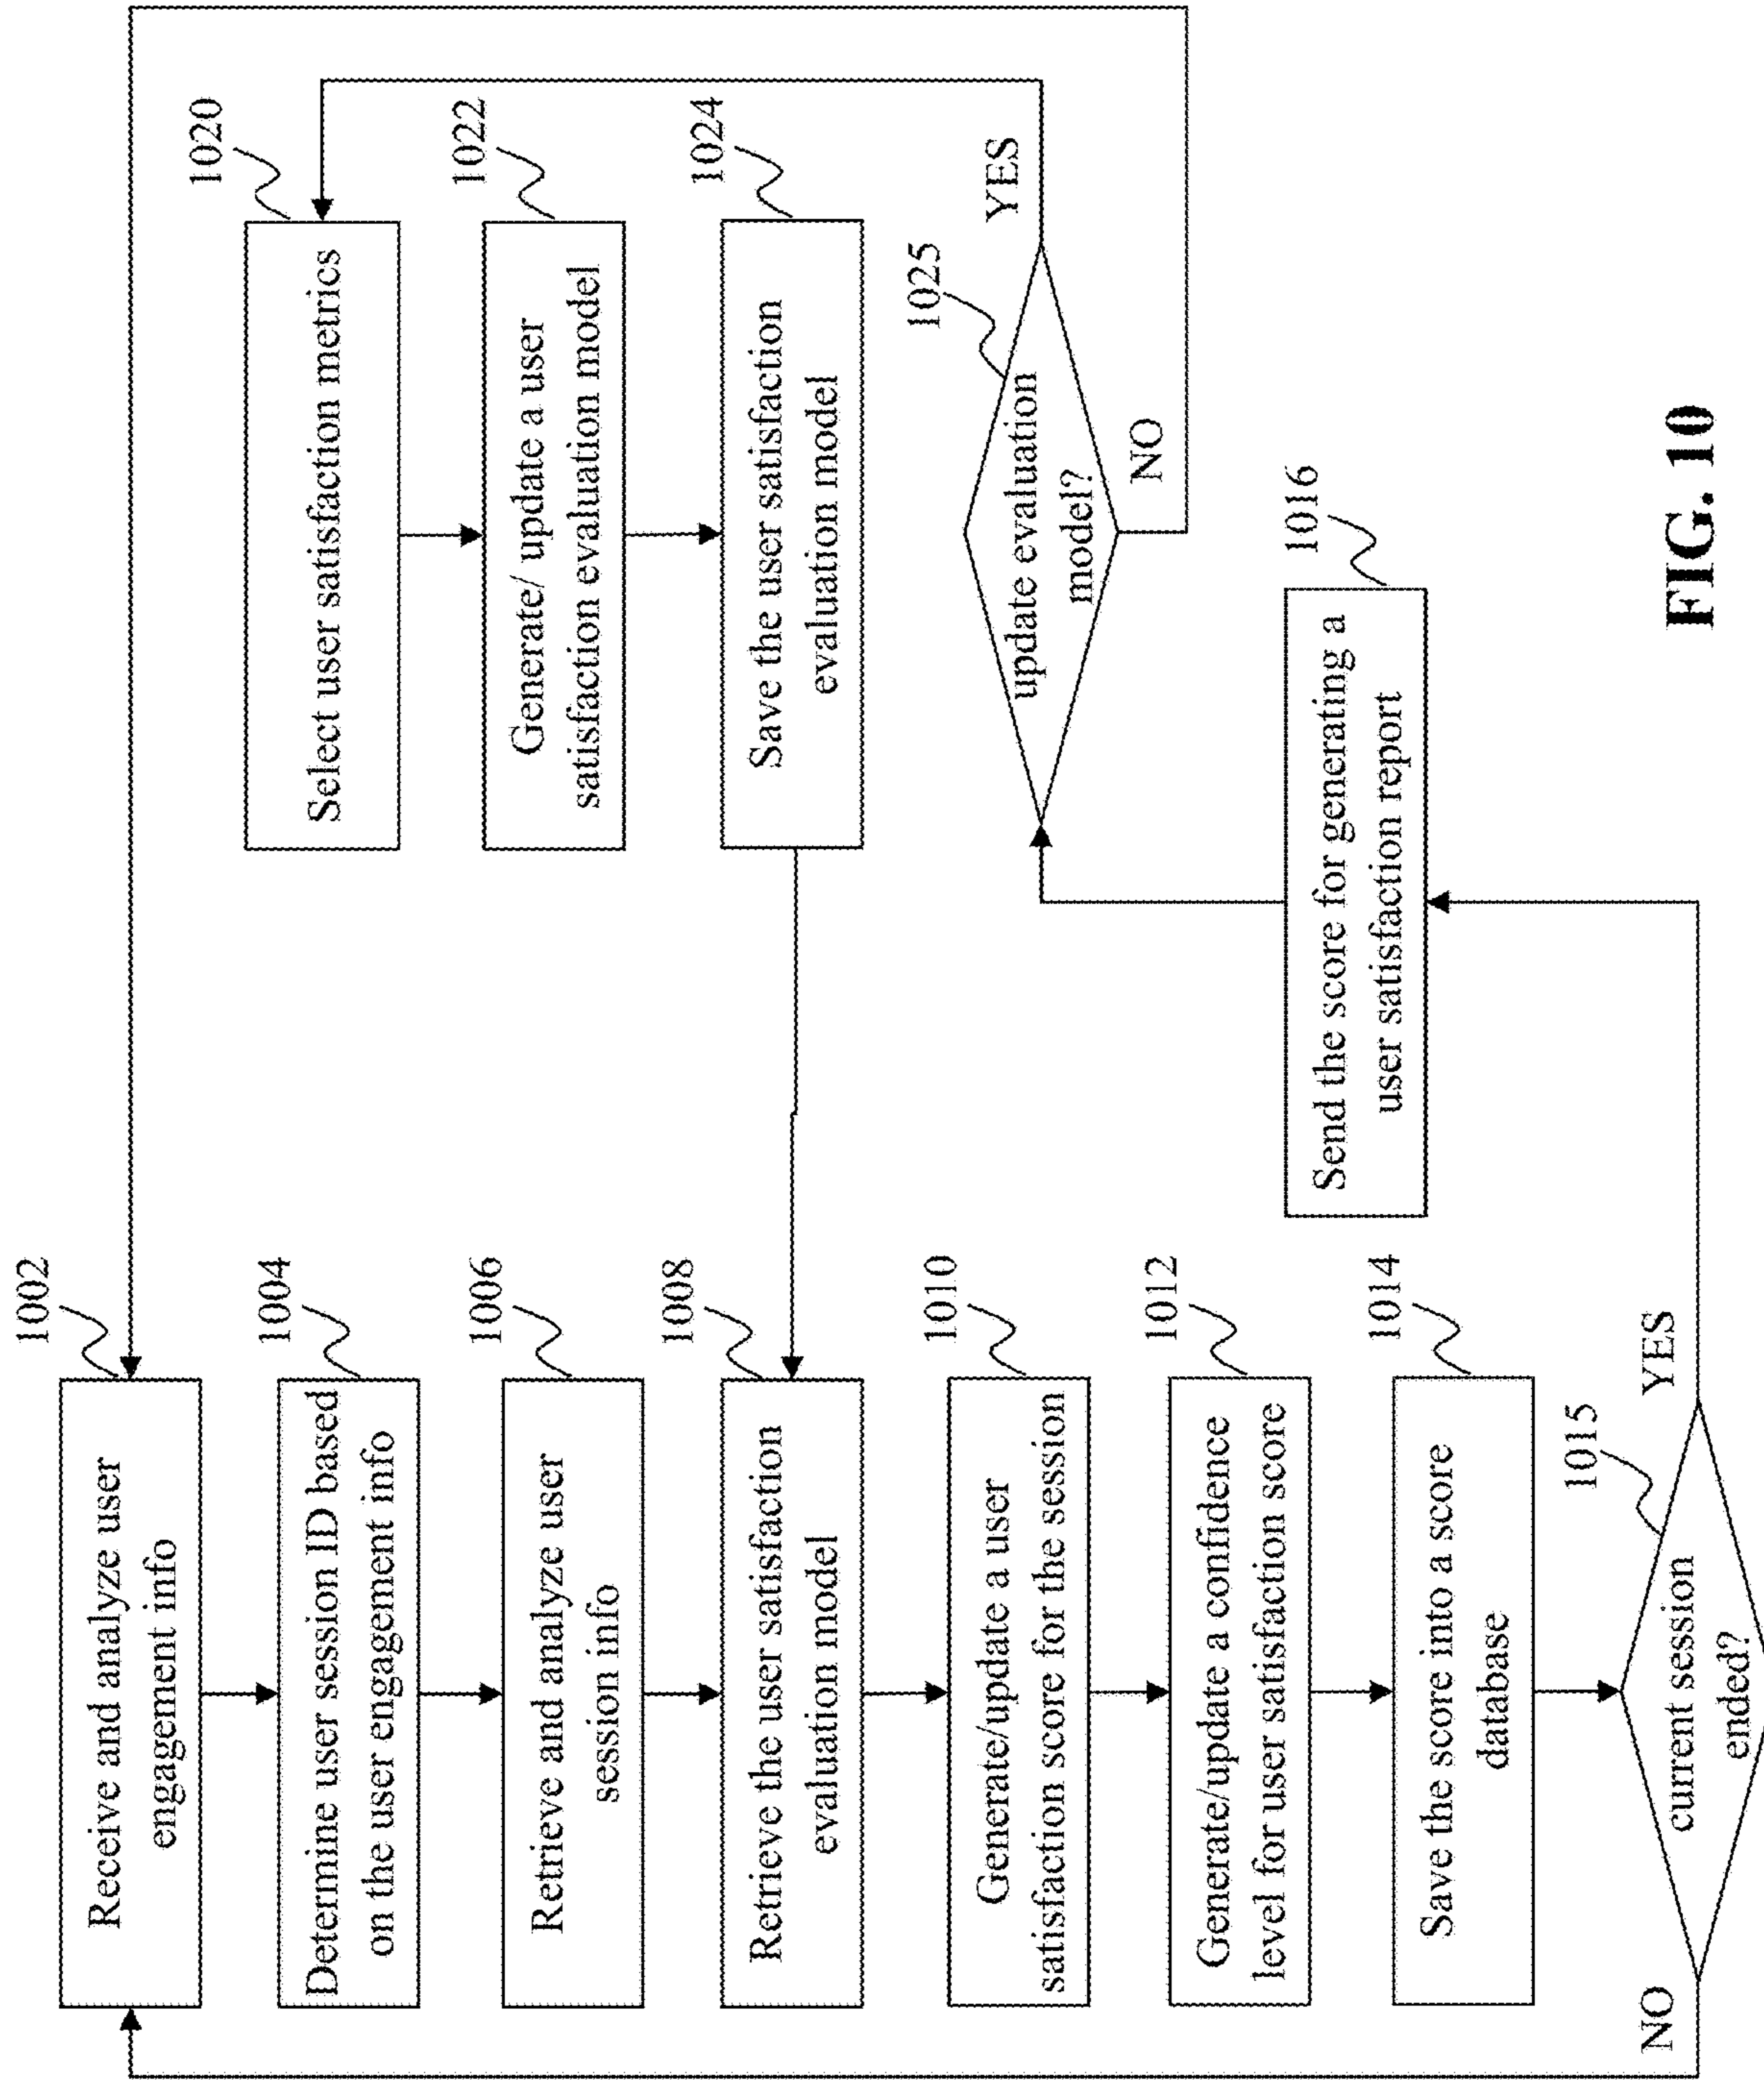 1002
Receive and analyze user
engagement info
1004
Determine user session ID based
on the user engagement info
1006
Retrieve and analyze user
session info
1008
Retrieve the user satisfaction
evaluation model
1010
Generate/update a user
satisfaction score for the session
1012
Generate/update a confidence
level for user satisfaction score
1014
Save the score into a score
database
1015
current session
ended?
NO
YES
1016
Send the score for generating a
user satisfaction report
1020
Select user satisfaction metrics
1022
Generate/ update a user
satisfaction evaluation model
1024
Save the user satisfaction
evaluation model
1025
update evaluation
model?
YES
NO
FIG. 10